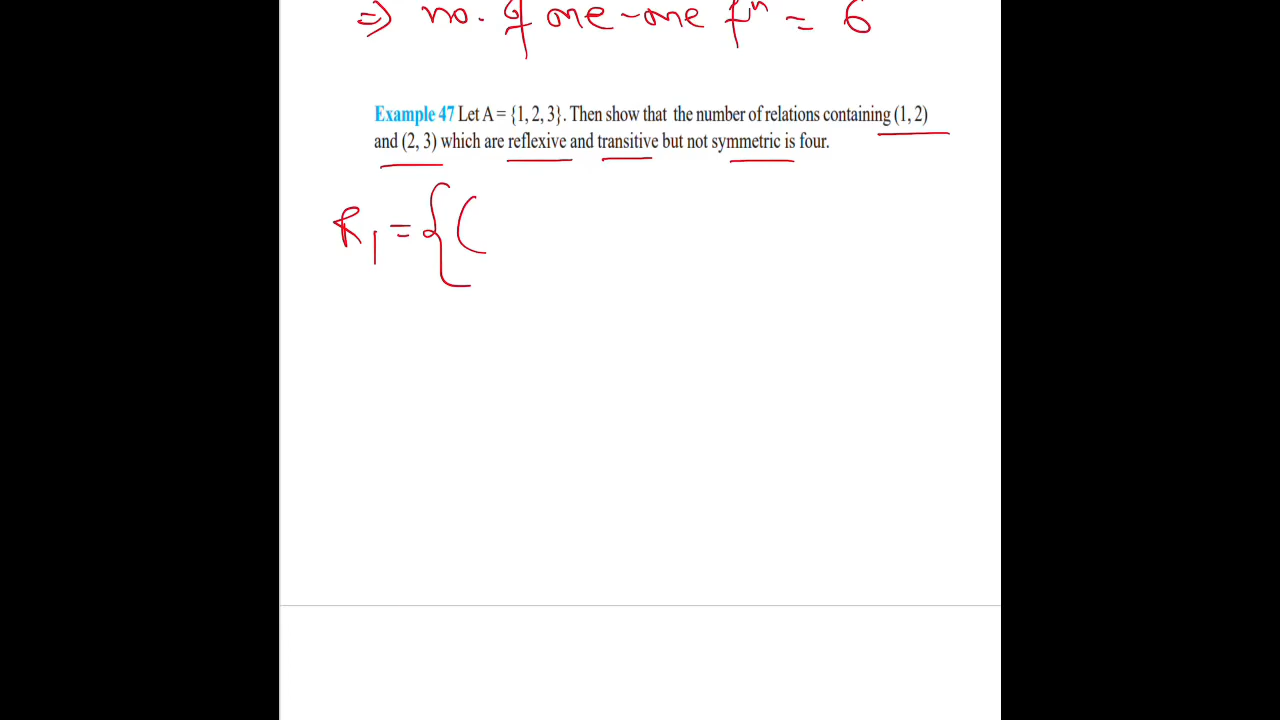 ⇒ no. of one-one fⁿ = 6
Example 47 Let A = {1, 2, 3}. Then show that the number of relations containing (1, 2)
and (2, 3) which are reflexive and transitive but not symmetric is four.
R₁ = {(